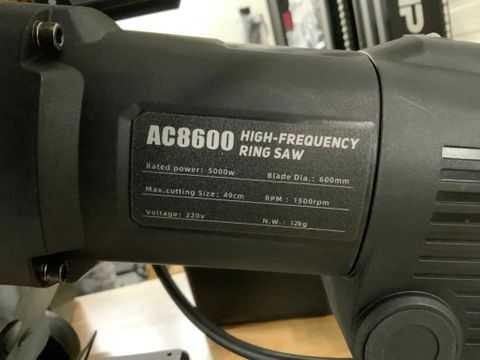 AC8600 HIGH-FREQUENCY
RING SAW
Rated power: 5000w Blade Dia.: 600mm
Max.cutting Size: 49cm RPM: 1500rpm
Voltage: 220v N.W.: 12kg